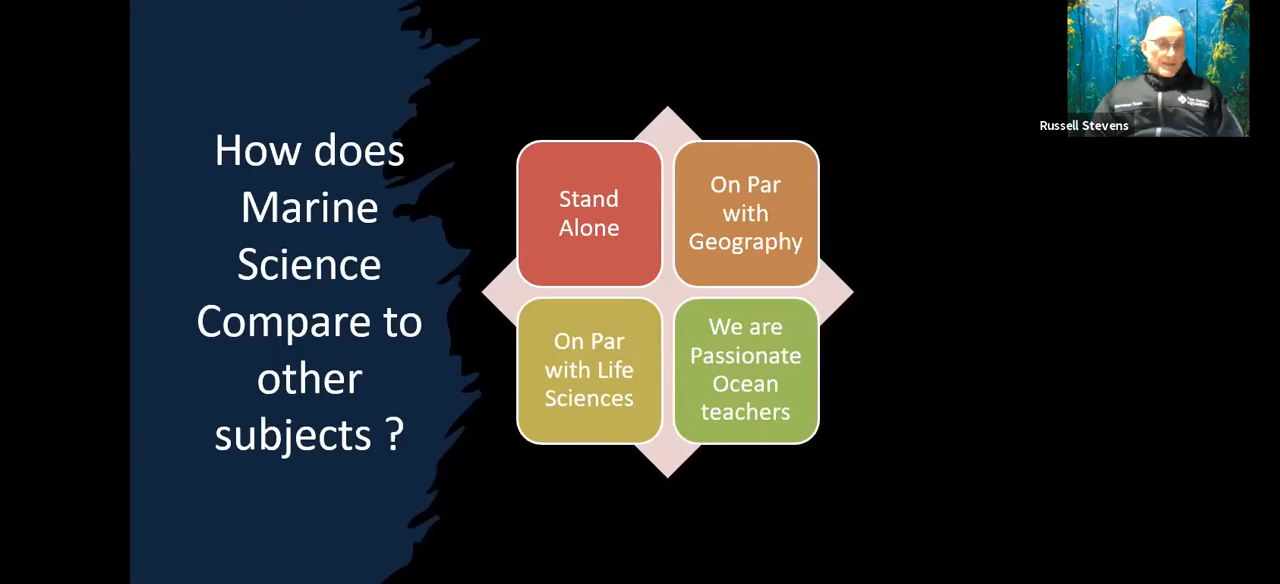 How does
Marine
Science
Compare to
other
subjects ?
Stand
Alone
On Par
with
Geography
On Par
with Life
Sciences
We are
Passionate
Ocean
teachers
Russell Stevens